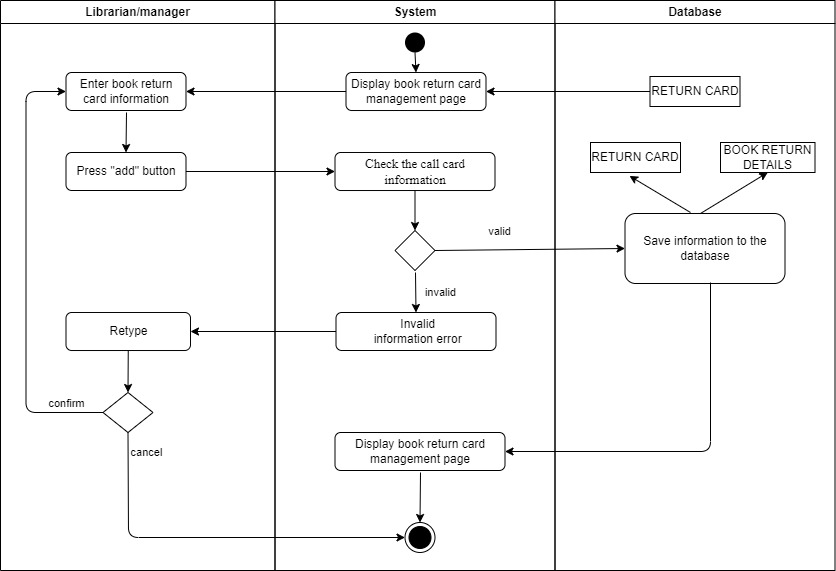 Librarian/manager
System
Database
Enter book return
card information
Display book return card
management page
RETURN CARD
Press "add" button
Check the call card
information
RETURN CARD
BOOK RETURN
DETAILS
valid
Save information to the
database
invalid
Retype
Invalid
information error
confirm
cancel
Display book return card
management page